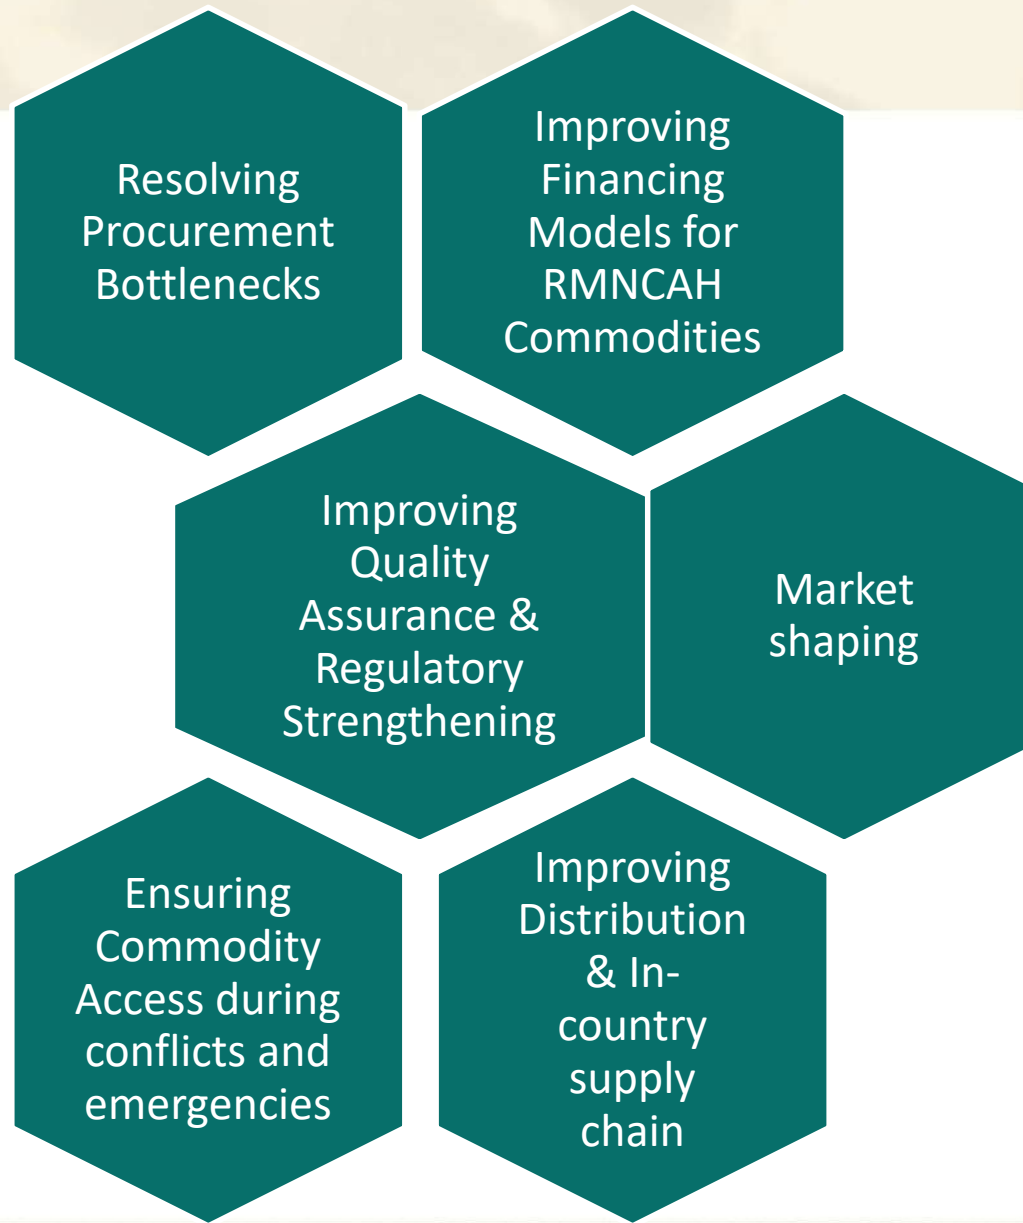 Resolving
Procurement
Bottlenecks
Improving
Financing
Models for
RMNCAH
Commodities
Improving
Quality
Assurance &
Regulatory
Strengthening
Market
shaping
Ensuring
Commodity
Access during
conflicts and
emergencies
Improving
Distribution
& In-
country
supply
chain